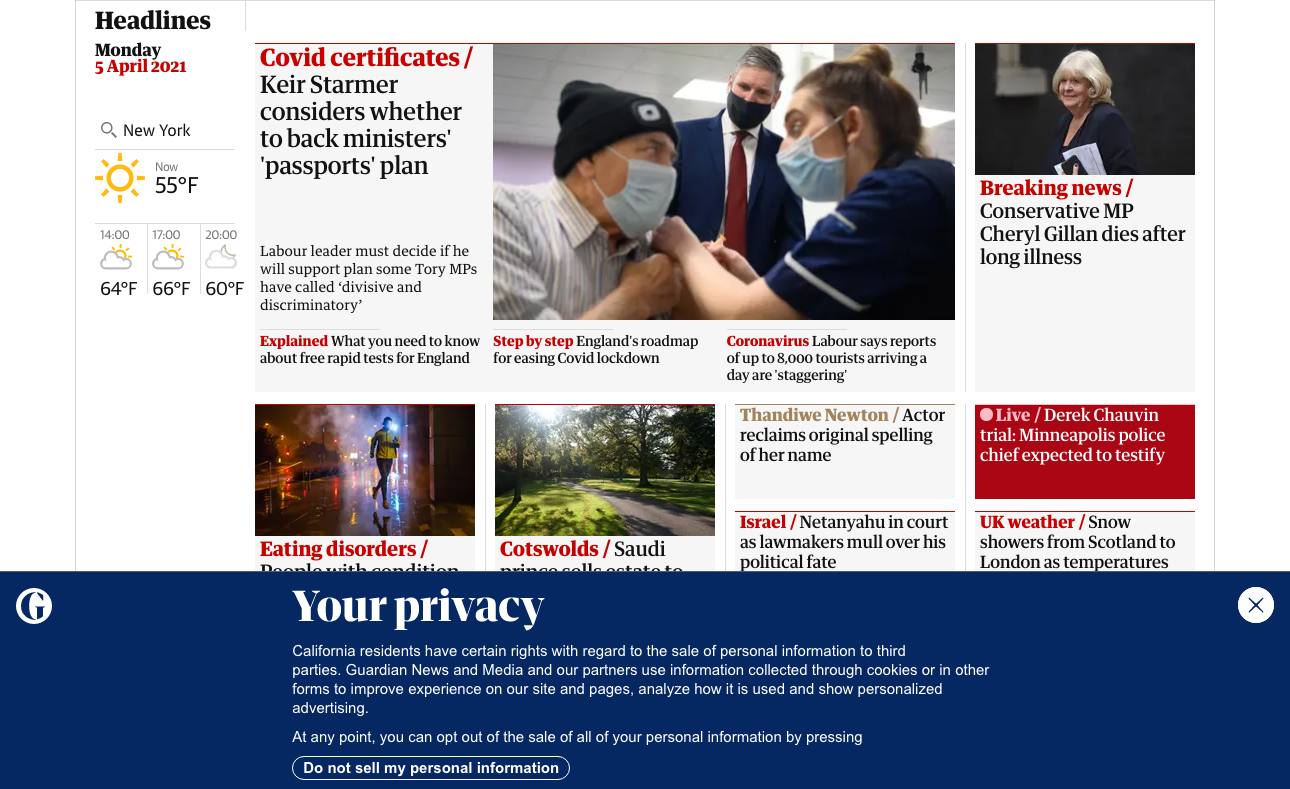 Headlines
Monday
5 April 2021
New York
Now
55°F
14:00
17:00
20:00
64°F
66°F
60°F
Covid certificates /
Keir Starmer
considers whether
to back ministers'
'passports' plan
Labour leader must decide if he
will support plan some Tory MPs
have called ‘divisive and
discriminatory’
Explained What you need to know
about free rapid tests for England
Step by step England's roadmap
for easing Covid lockdown
Coronavirus Labour says reports
of up to 8,000 tourists arriving a
day are 'staggering'
Breaking news /
Conservative MP
Cheryl Gillan dies after
long illness
Eating disorders /
People with condition
Cotswolds / Saudi
prince sells estate to
Thandiwe Newton / Actor
reclaims original spelling
of her name
Israel / Netanyahu in court
as lawmakers mull over his
political fate
Live / Derek Chauvin
trial: Minneapolis police
chief expected to testify
UK weather / Snow
showers from Scotland to
London as temperatures
Your privacy
California residents have certain rights with regard to the sale of personal information to third
parties. Guardian News and Media and our partners use information collected through cookies or in other
forms to improve experience on our site and pages, analyze how it is used and show personalized
advertising.
At any point, you can opt out of the sale of all of your personal information by pressing
Do not sell my personal information